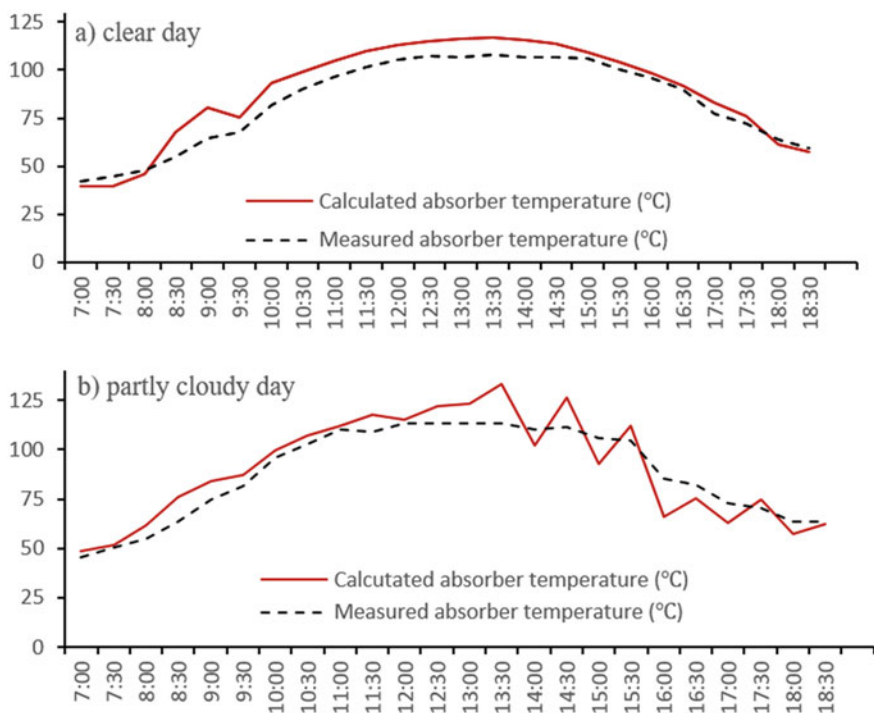 125
a) clear day
100
75
50
Calculated absorber temperature (°C)
25
Measured absorber temperature (°C)
0
7:00 7:30 8:00 8:30 9:00 9:30 10:00 10:30 11:00 11:30 12:00 12:30 13:00 13:30 14:00 14:30 15:00 15:30 16:00 16:30 17:00 17:30 18:00 18:30
b) partly cloudy day
125
100
75
50
Calcutated absorber temperature (°C)
25
Measured absorber temperature (°C)
0
7:00 7:30 8:00 8:30 9:00 9:30 10:00 10:30 11:00 11:30 12:00 12:30 13:00 13:30 14:00 14:30 15:00 15:30 16:00 16:30 17:00 17:30 18:00 18:30